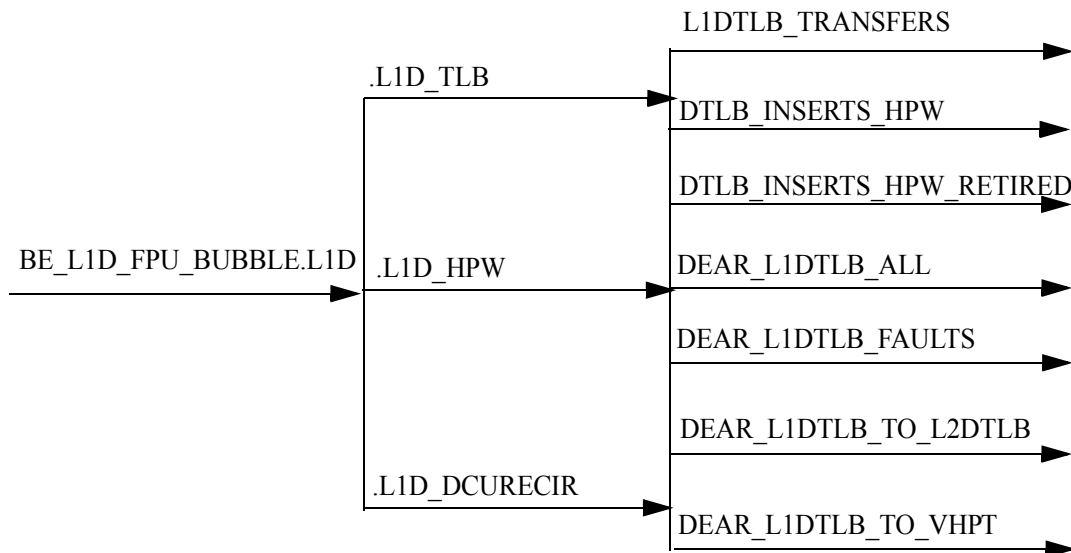 L1DTLB_TRANSFERS
.L1D_TLB
DTLB_INSERTS_HPW
DTLB_INSERTS_HPW_RETIRED
BE_L1D_FPU_BUBBLE.L1D
.L1D_HPW
DEAR_L1DTLB_ALL
DEAR_L1DTLB_FAULTS
DEAR_L1DTLB_TO_L2DTLB
.L1D_DCURECIR
DEAR_L1DTLB_TO_VHPT